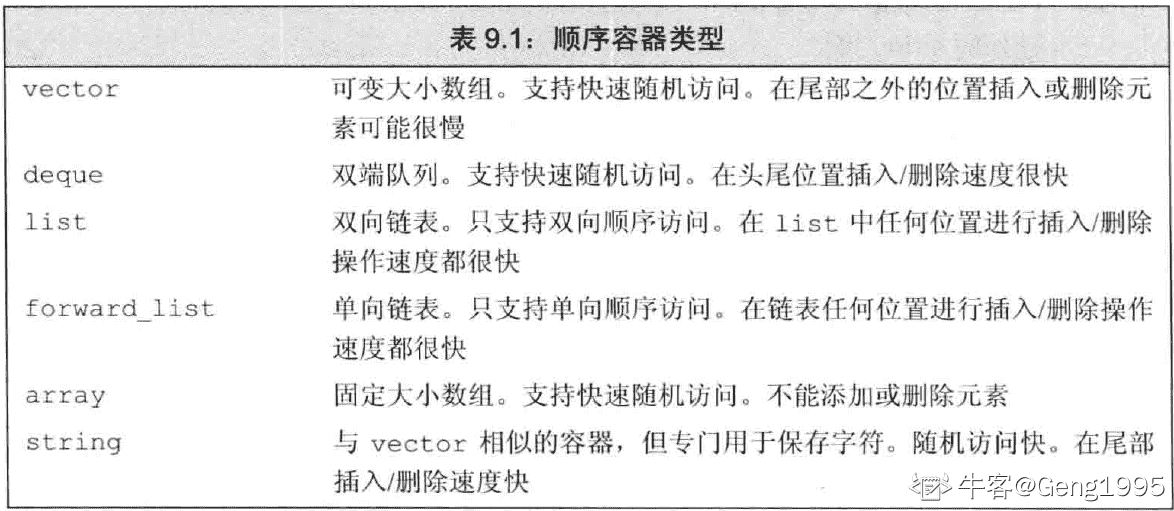 表 9.1：顺序容器类型
vector 可变大小数组。支持快速随机访问。在尾部之外的位置插入或删除元
素可能很慢
deque 双端队列。支持快速随机访问。在头尾位置插入/删除速度很快
list 双向链表。只支持双向顺序访问。在 list 中任何位置进行插入/删除
操作速度都很快
forward_list 单向链表。只支持单向顺序访问。在链表任何位置进行插入/删除操作
速度都很快
array 固定大小数组。支持快速随机访问。不能添加或删除元素
string 与 vector 相似的容器，但专门用于保存字符。随机访问快。在尾部
插入/删除速度快
牛客@Geng1995